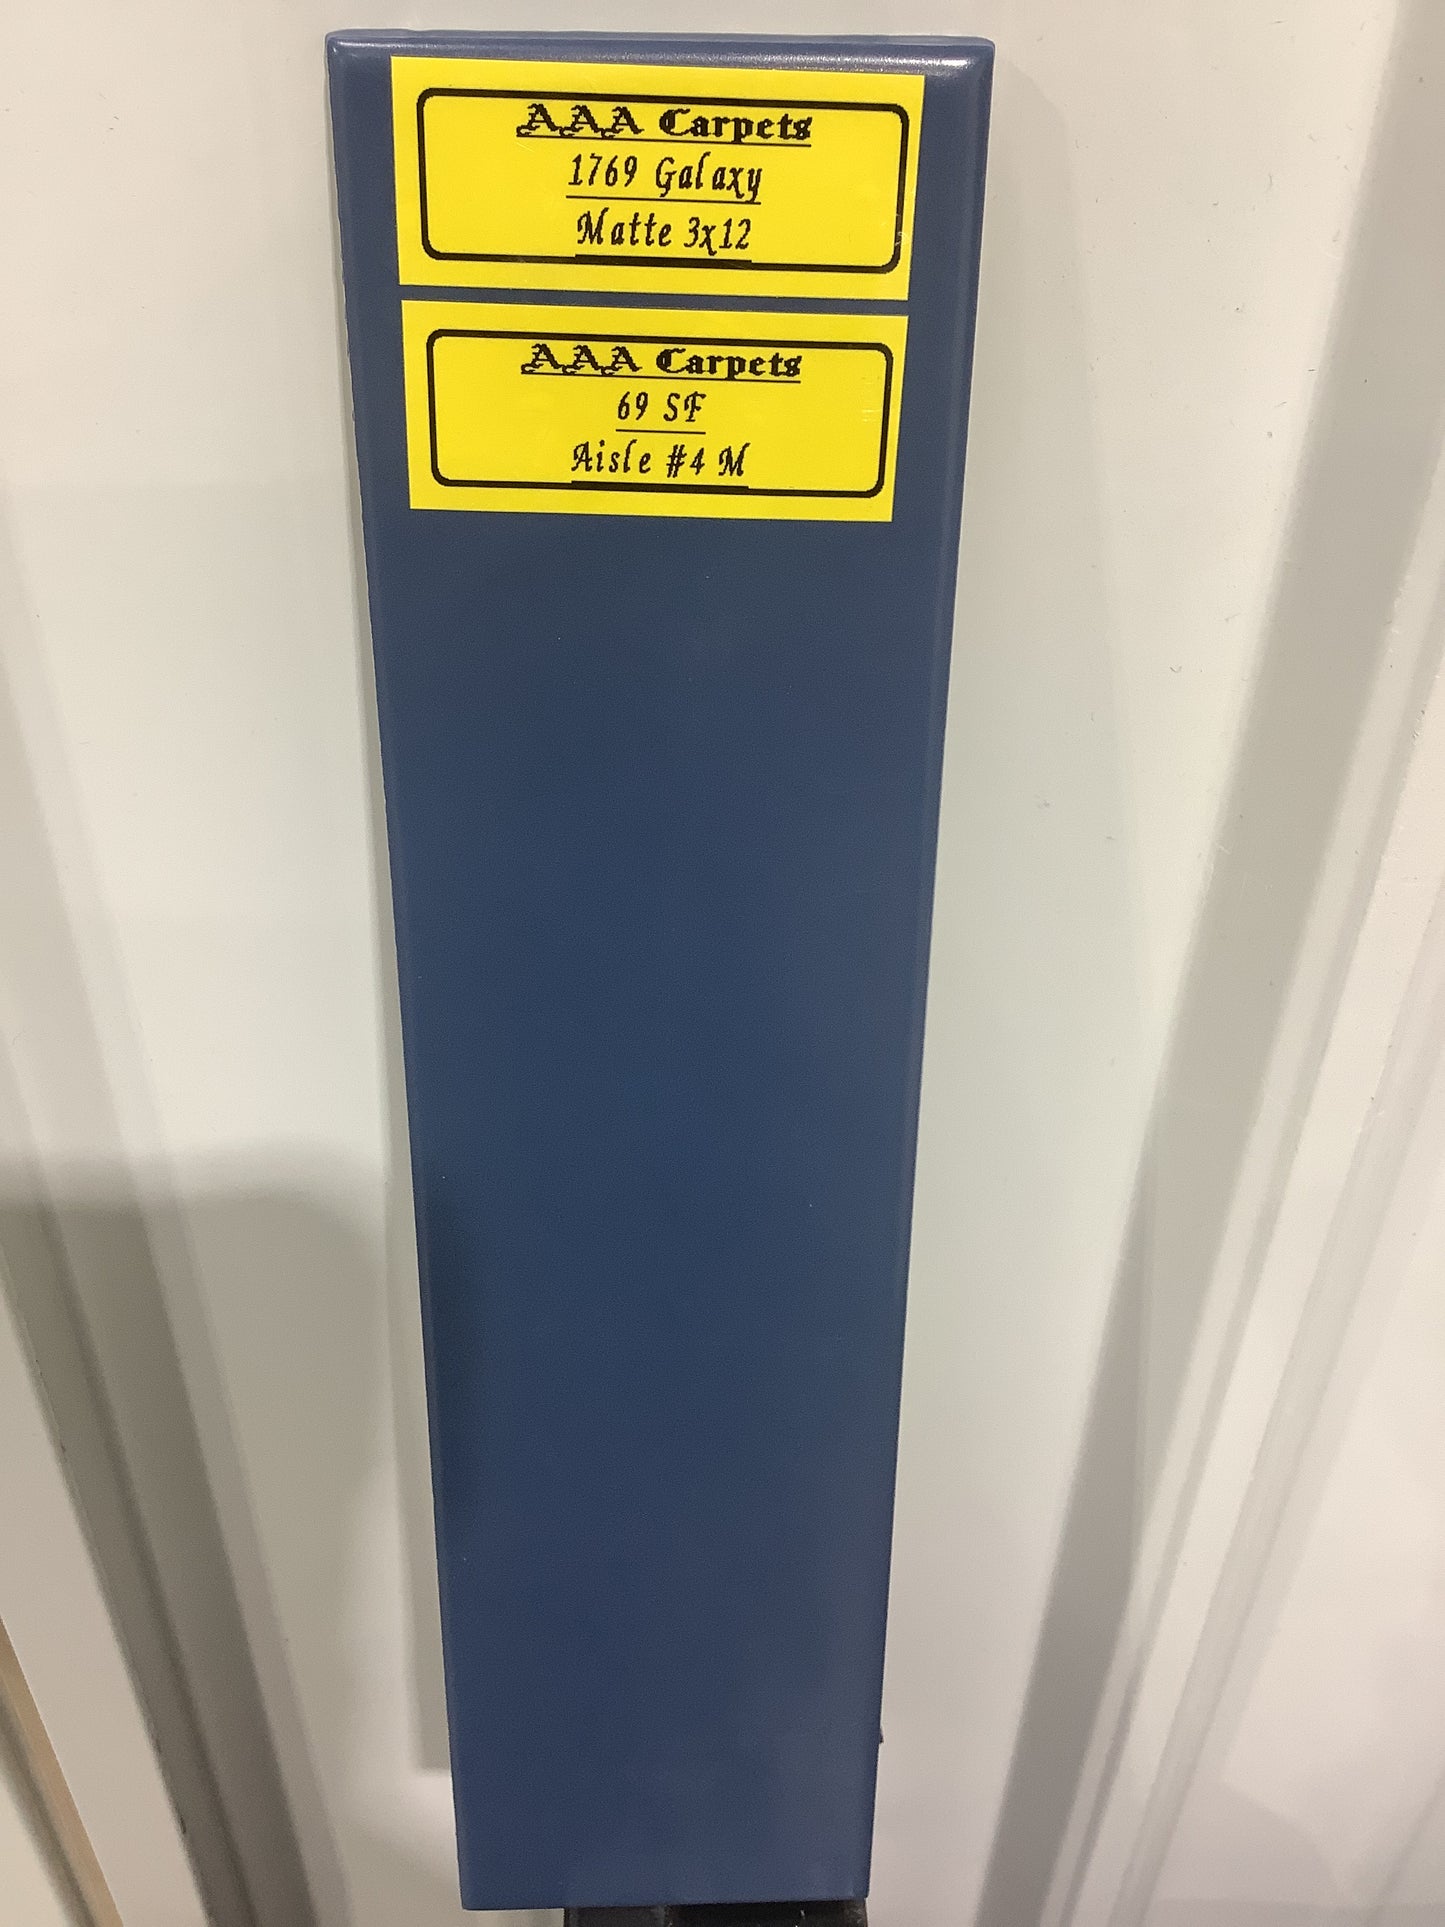 AAA Carpets
1769 Galaxy
Matte 3x12
AAA Carpets
69 SF
Aisle #4 M